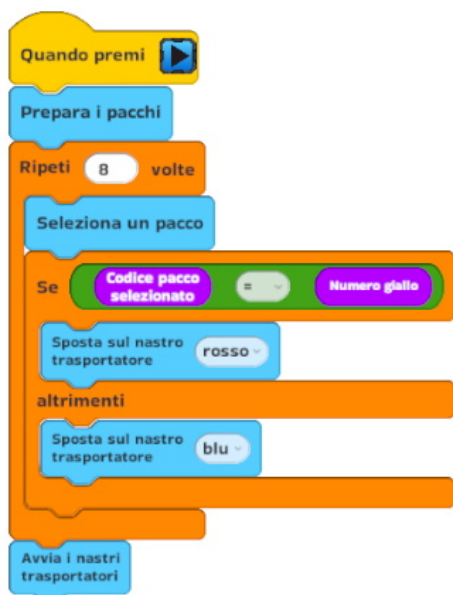 Quando premi
Prepara i pacchi
Ripeti 8 volte
Seleziona un pacco
Se Codice pacco selezionato = Numero giallo
Sposta sul nastro trasportatore rosso
altrimenti
Sposta sul nastro trasportatore blu
Avvia i nastri
trasportatori